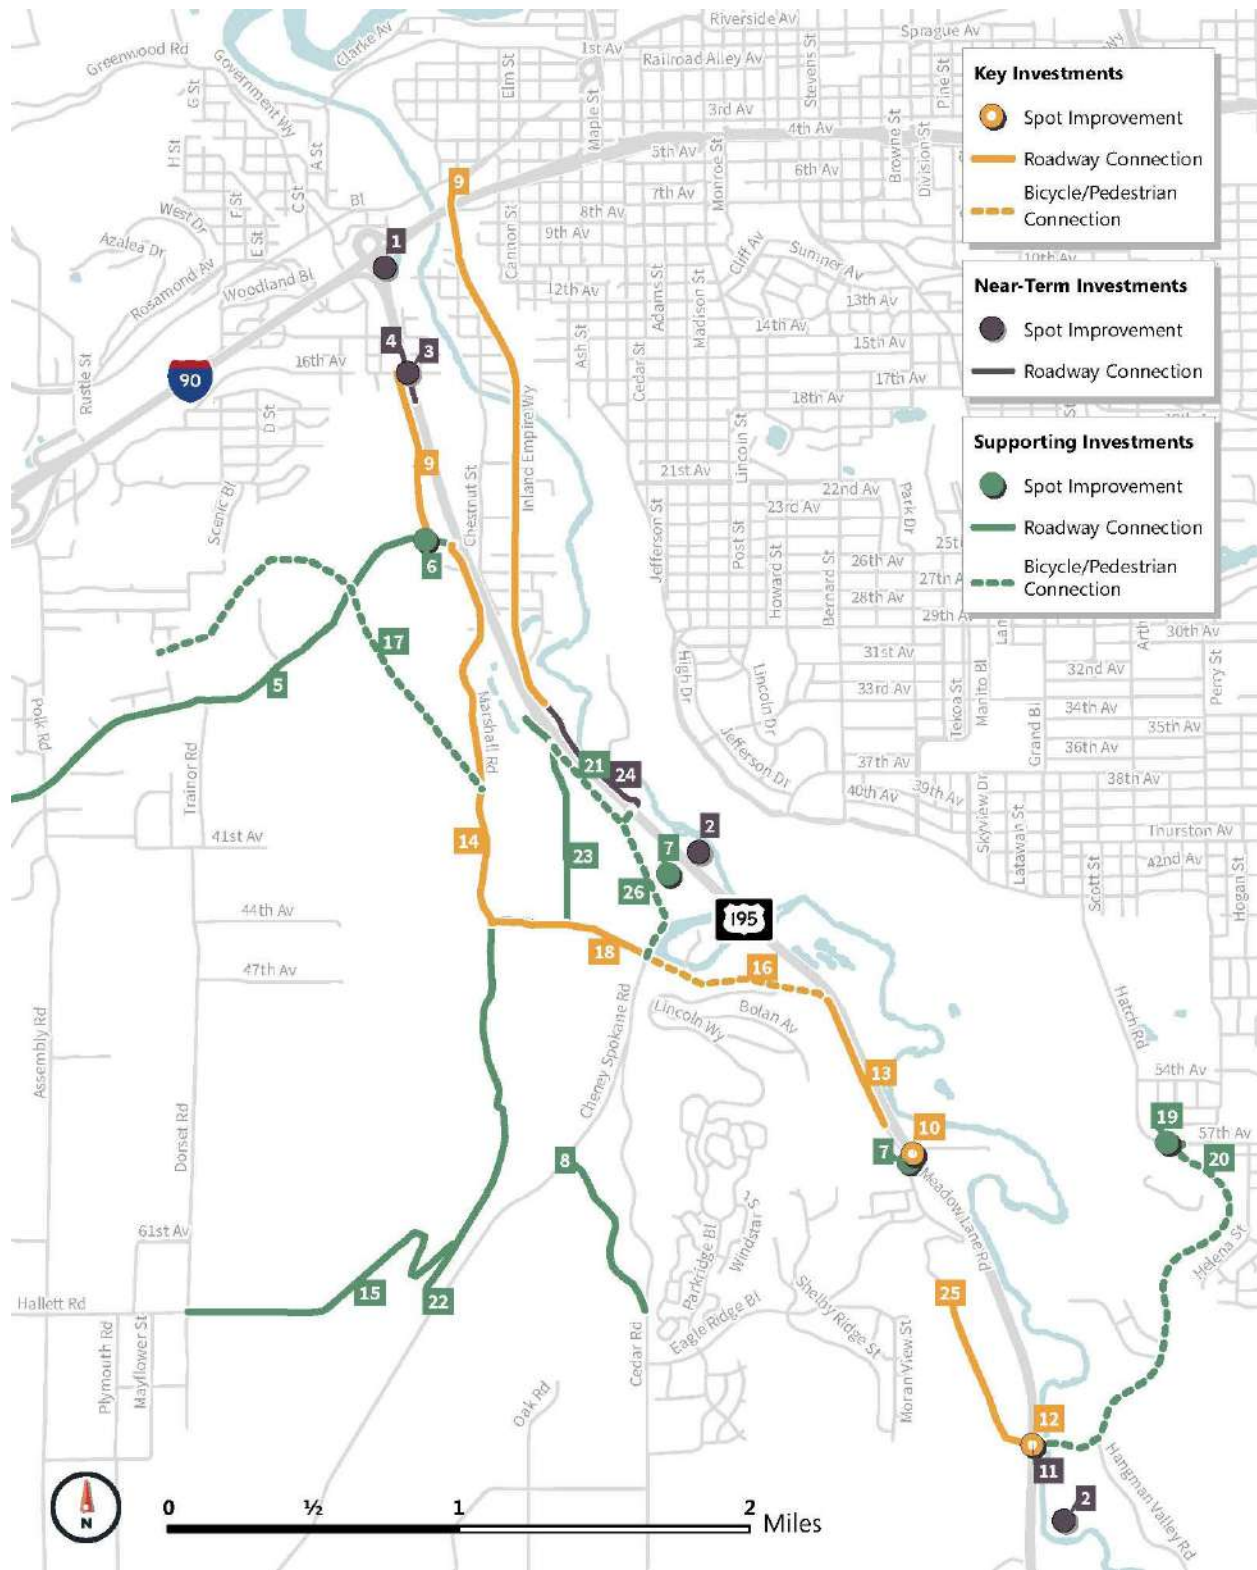 Riverside Av
Sprague Av
Clarke Av
1st Av
Greenwood Rd
Railroad Alley Av
Wy
Government Wy
Elm St
Stevens St
Pine St
G St
Maple St
3rd Av
4th Av
Browne St
Division St
H St
A St
5th Av
Monroe St
6th Av
9
7th Av
F St
C St
Bl
West Dr
8th Av
E St
Cannon St
9th Av
Cliff Av
Sumner Av
10th Av
Azalea Dr
1
Rosamond Av
Woodland Bl
12th Av
Adams St
Madison St
13th Av
14th Av
15th Av
4
3
16th Av
Ash St
Cedar St
Rustle St
90
17th Av
18th Av
D St
Inland Empire Wy
Lincoln St
9
Chestnut St
21st Av
22nd Av
23rd Av
Park Dr
Scenic Bl
Jefferson St
Post St
Howard St
Bernard St
25th
26th Av
27th A
28th Av
29th Av
6
30th Av
Arth
Lan
17
31st Av
32nd Av
Perry St
High Dr
Lincoln Dr
33rd Av
Tekoa St
Manito Bl
34th Av
35th Av
Grand Bl
36th Av
5
Polk Rd
Marshall Rd
Jefferson Dr
37th Av
38th Av
39th Av
40th Av
Trainor Rd
21
24
Skyview Dr
Latawah St
Thurston Av
42nd Av
41st Av
14
2
7
23
26
Scott St
Hogan St
44th Av
195
18
16
47th Av
Hatch Rd
Lincoln Wy
Bolan Av
Assembly Rd
Cheney Spokane Rd
13
54th Av
Dorset Rd
10
19
57th Av
8
7
20
Meadow Lane Rd
61st Av
Parkridge Bl
Windstar St
Helena St
Hallett Rd
15
22
Shelby Ridge St
25
Eagle Ridge Bl
Plymouth Rd
Mayflower St
Cedar Rd
Moran View St
Oak Rd
12
11
2
Hangman Valley Rd
N
0 ½ 1 2 Miles
Key Investments
Spot Improvement
Roadway Connection
Bicycle/Pedestrian
Connection
Near-Term Investments
Spot Improvement
Roadway Connection
Supporting Investments
Spot Improvement
Roadway Connection
Bicycle/Pedestrian
Connection